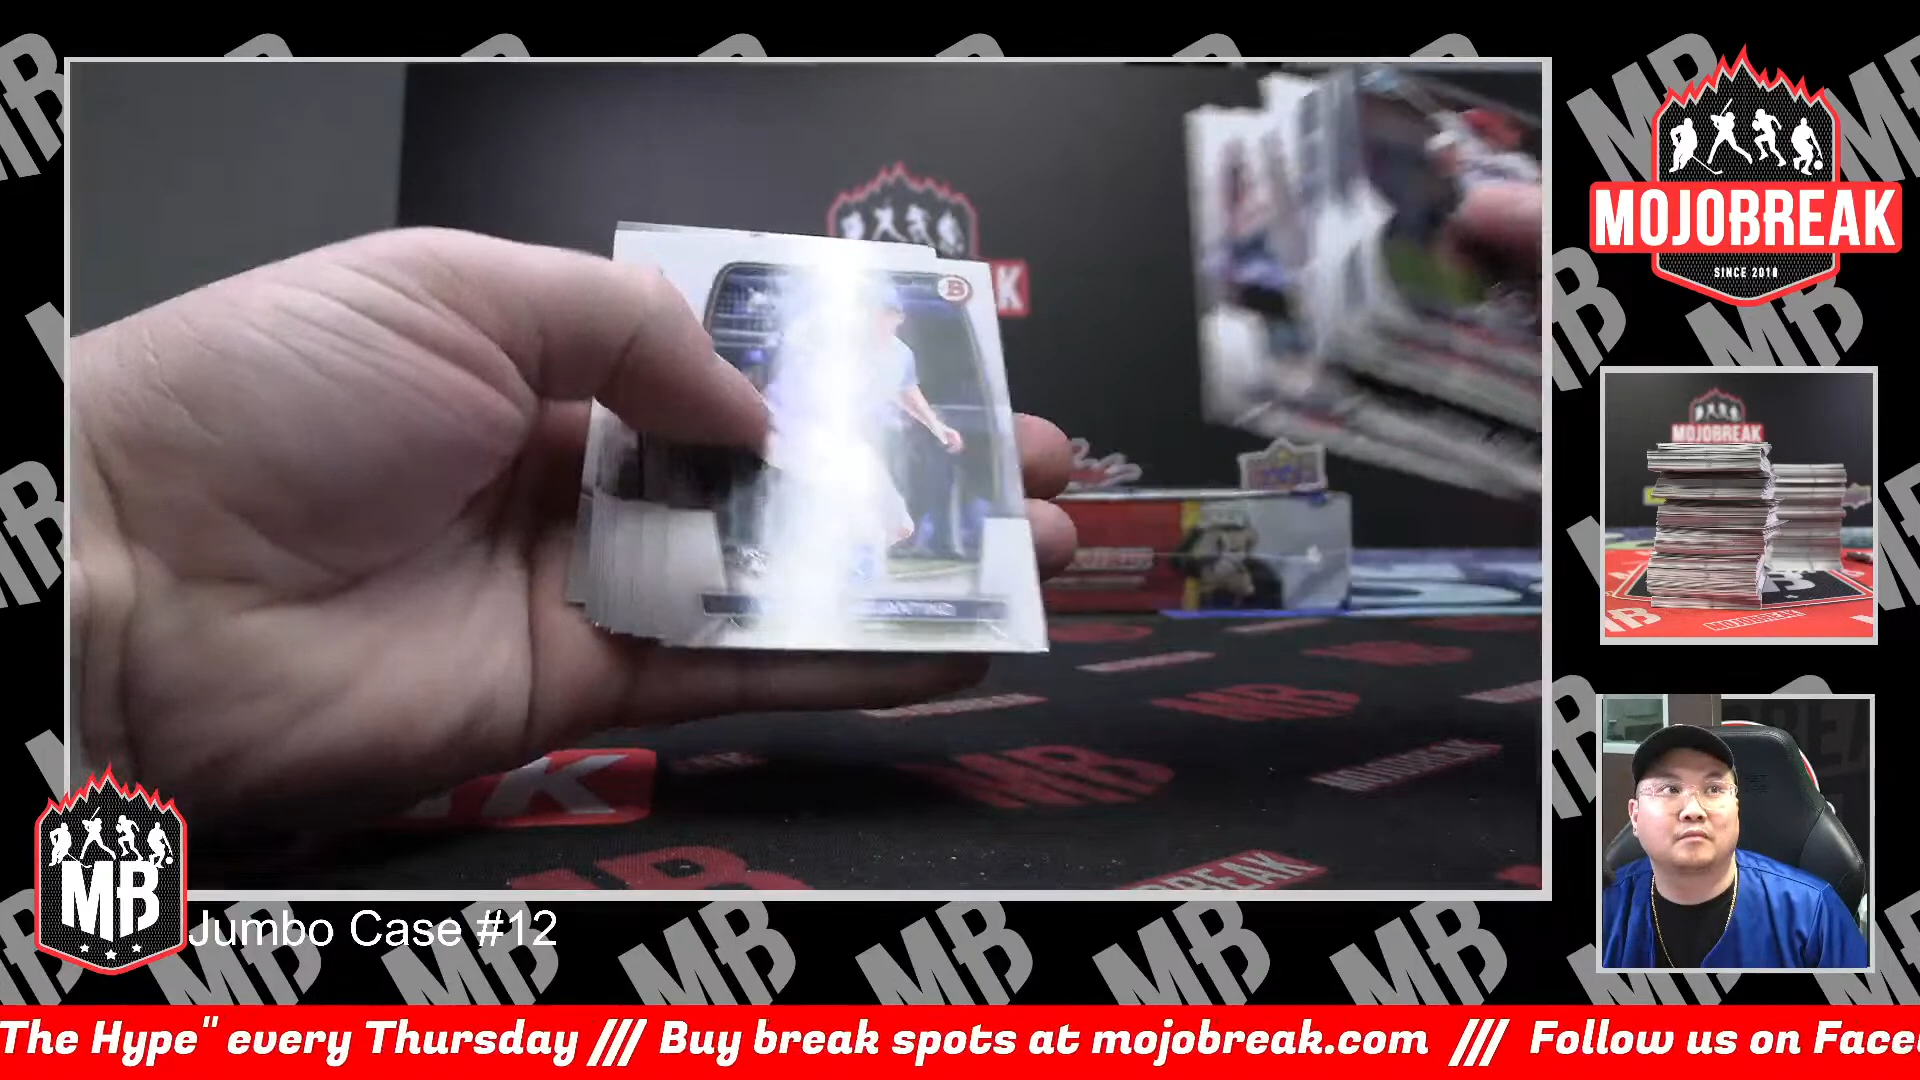 MOJOBREAK
SINCE 2010
B
MOJOBREAK
MB
Jumbo Case #12
The Hype" every Thursday /// Buy break spots at mojobreak.com /// Follow us on Face